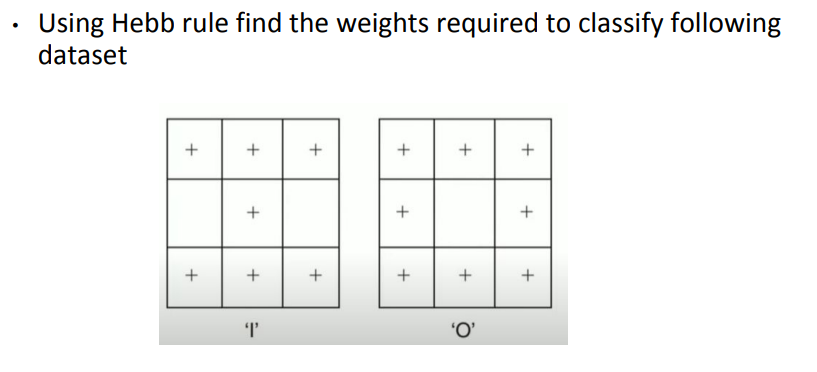 • Using Hebb rule find the weights required to classify following
dataset
+ + + + + +
+ + +
+ + + + + +
'I' 'O'